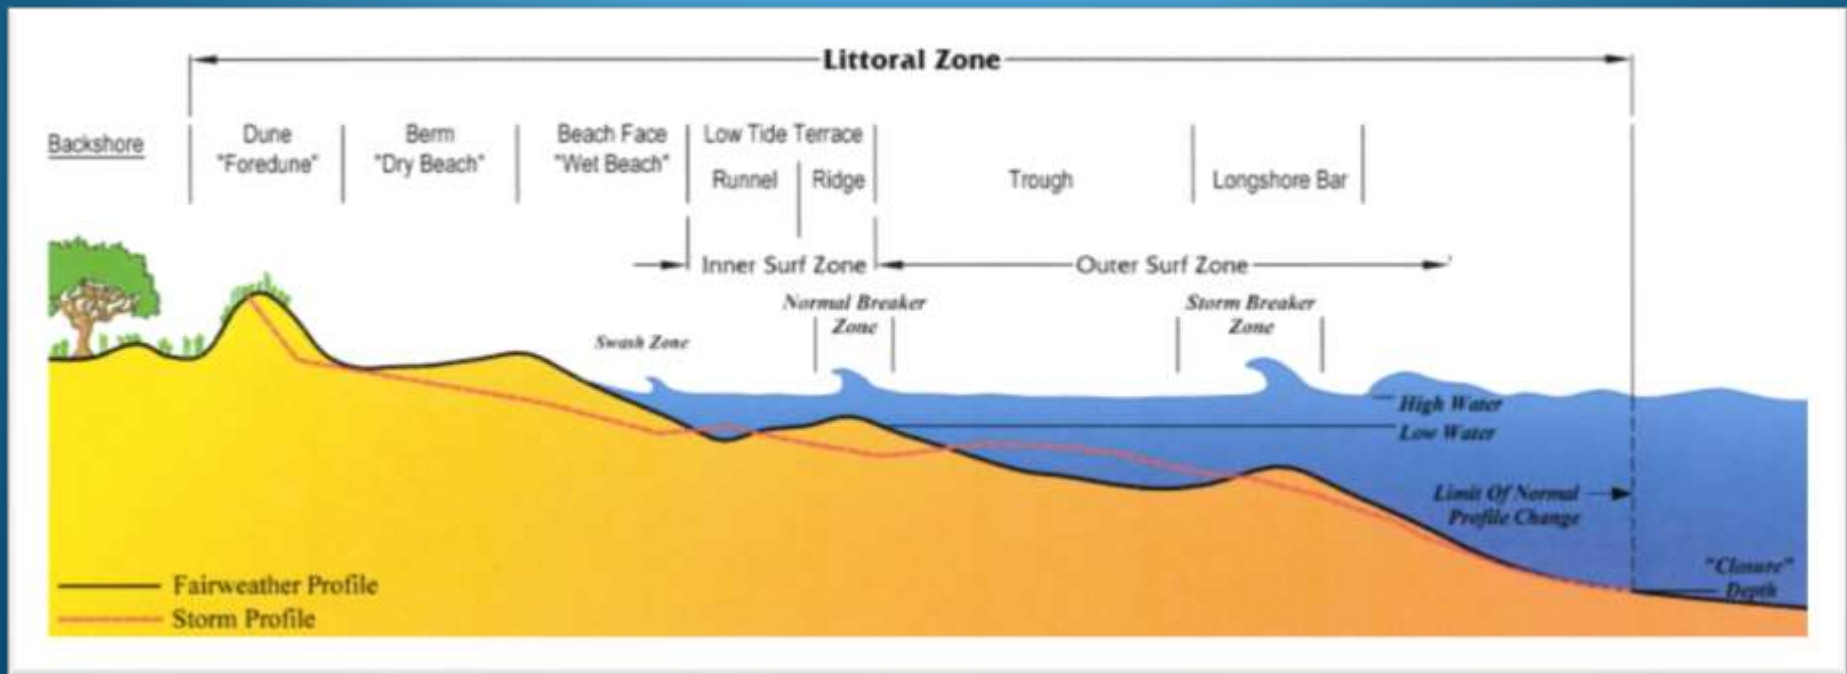 Littoral Zone
Backshore
Dune
"Foredune"
Berm
"Dry Beach"
Beach Face
"Wet Beach"
Low Tide Terrace
Runnel
Ridge
Trough
Longshore Bar
Inner Surf Zone
Outer Surf Zone
Normal Breaker
Zone
Storm Breaker
Zone
Swash Zone
High Water
Low Water
Limit Of Normal
Profile Change
"Closure"
Depth
Fairweather Profile
Storm Profile